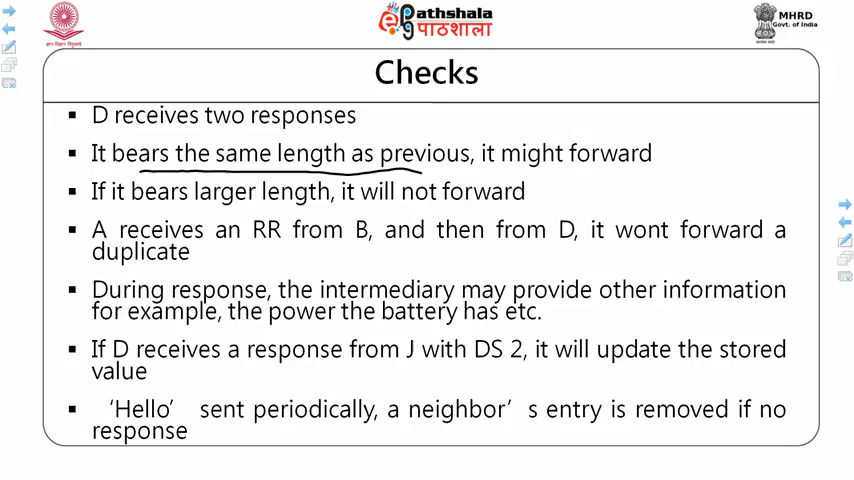 ePathshala
पाठशाला
MHRD
Govt. of India
Checks
▪ D receives two responses
▪ It bears the same length as previous, it might forward
▪ If it bears larger length, it will not forward
▪ A receives an RR from B, and then from D, it wont forward a
duplicate
▪ During response, the intermediary may provide other information
for example, the power the battery has etc.
▪ If D receives a response from J with DS 2, it will update the stored
value
▪ ‘Hello’ sent periodically, a neighbor’s entry is removed if no
response